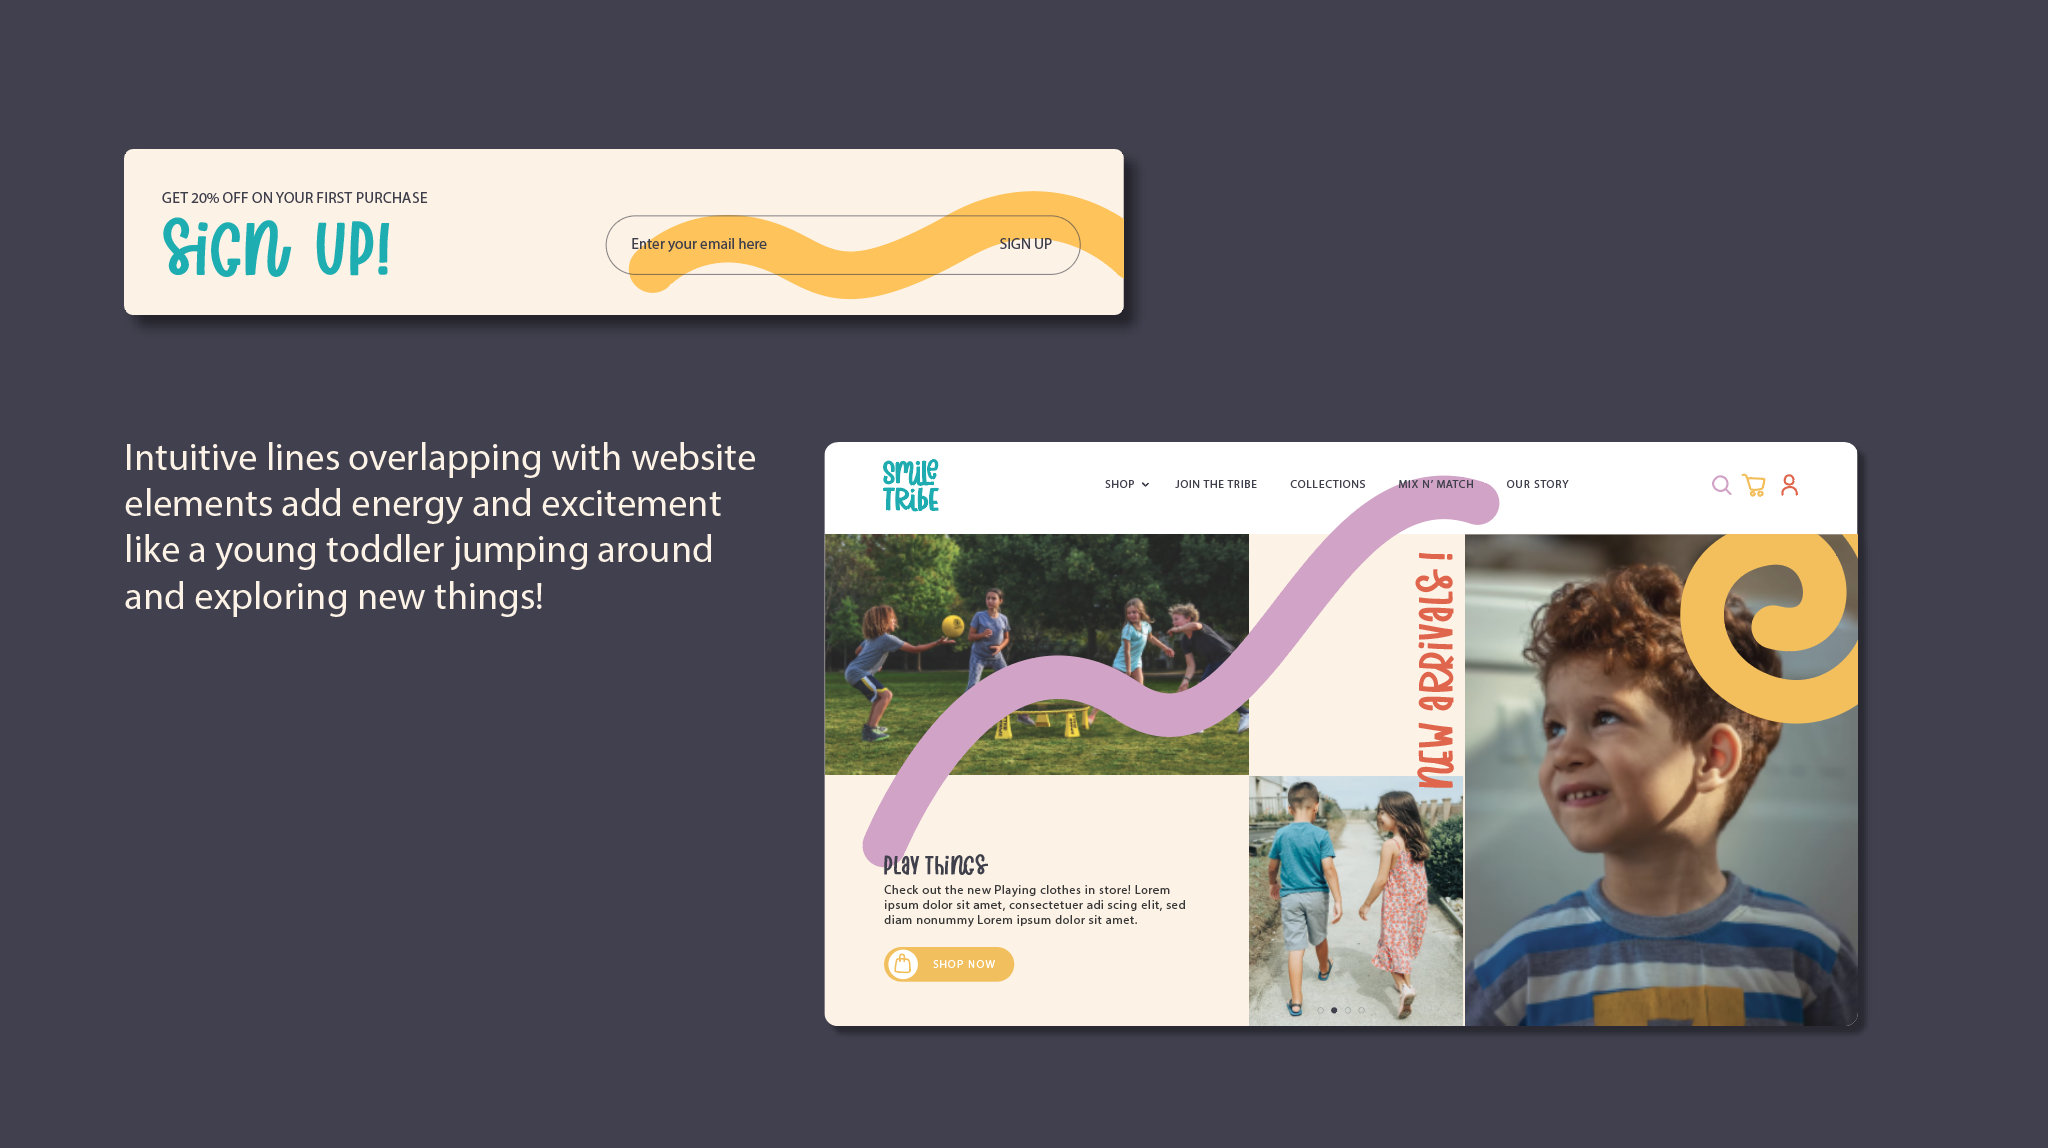 GET 20% OFF ON YOUR FIRST PURCHASE
SiGN UP!
Enter your email here
SIGN UP
Intuitive lines overlapping with website
elements add energy and excitement
like a young toddler jumping around
and exploring new things!
SMiLE
TRiBE
SHOP
JOIN THE TRIBE
COLLECTIONS
MIX N' MATCH
OUR STORY
NEW ARRiVALS !
PLAY THiNGS
Check out the new Playing clothes in store! Lorem
ipsum dolor sit amet, consectetuer adi scing elit, sed
diam nonummy Lorem ipsum dolor sit amet.
SHOP NOW